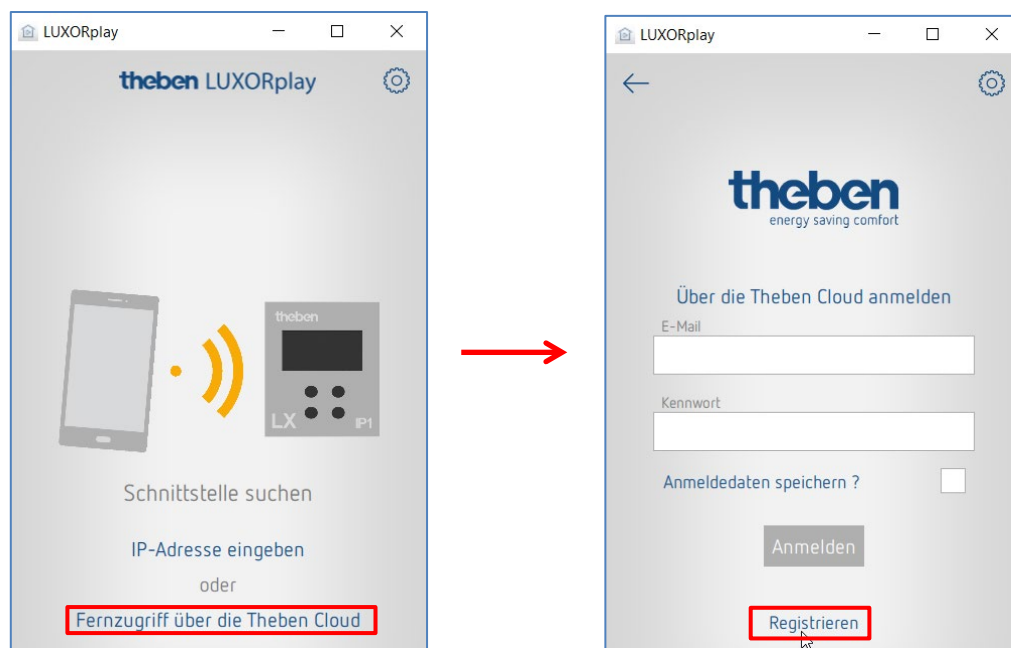 LUXORplay
theben LUXORplay
theben
LX
IP1
Schnittstelle suchen
IP-Adresse eingeben
oder
Fernzugriff über die Theben Cloud
LUXORplay
theben
energy saving comfort
Über die Theben Cloud anmelden
E-Mail
Kennwort
Anmeldedaten speichern ?
Anmelden
Registrieren